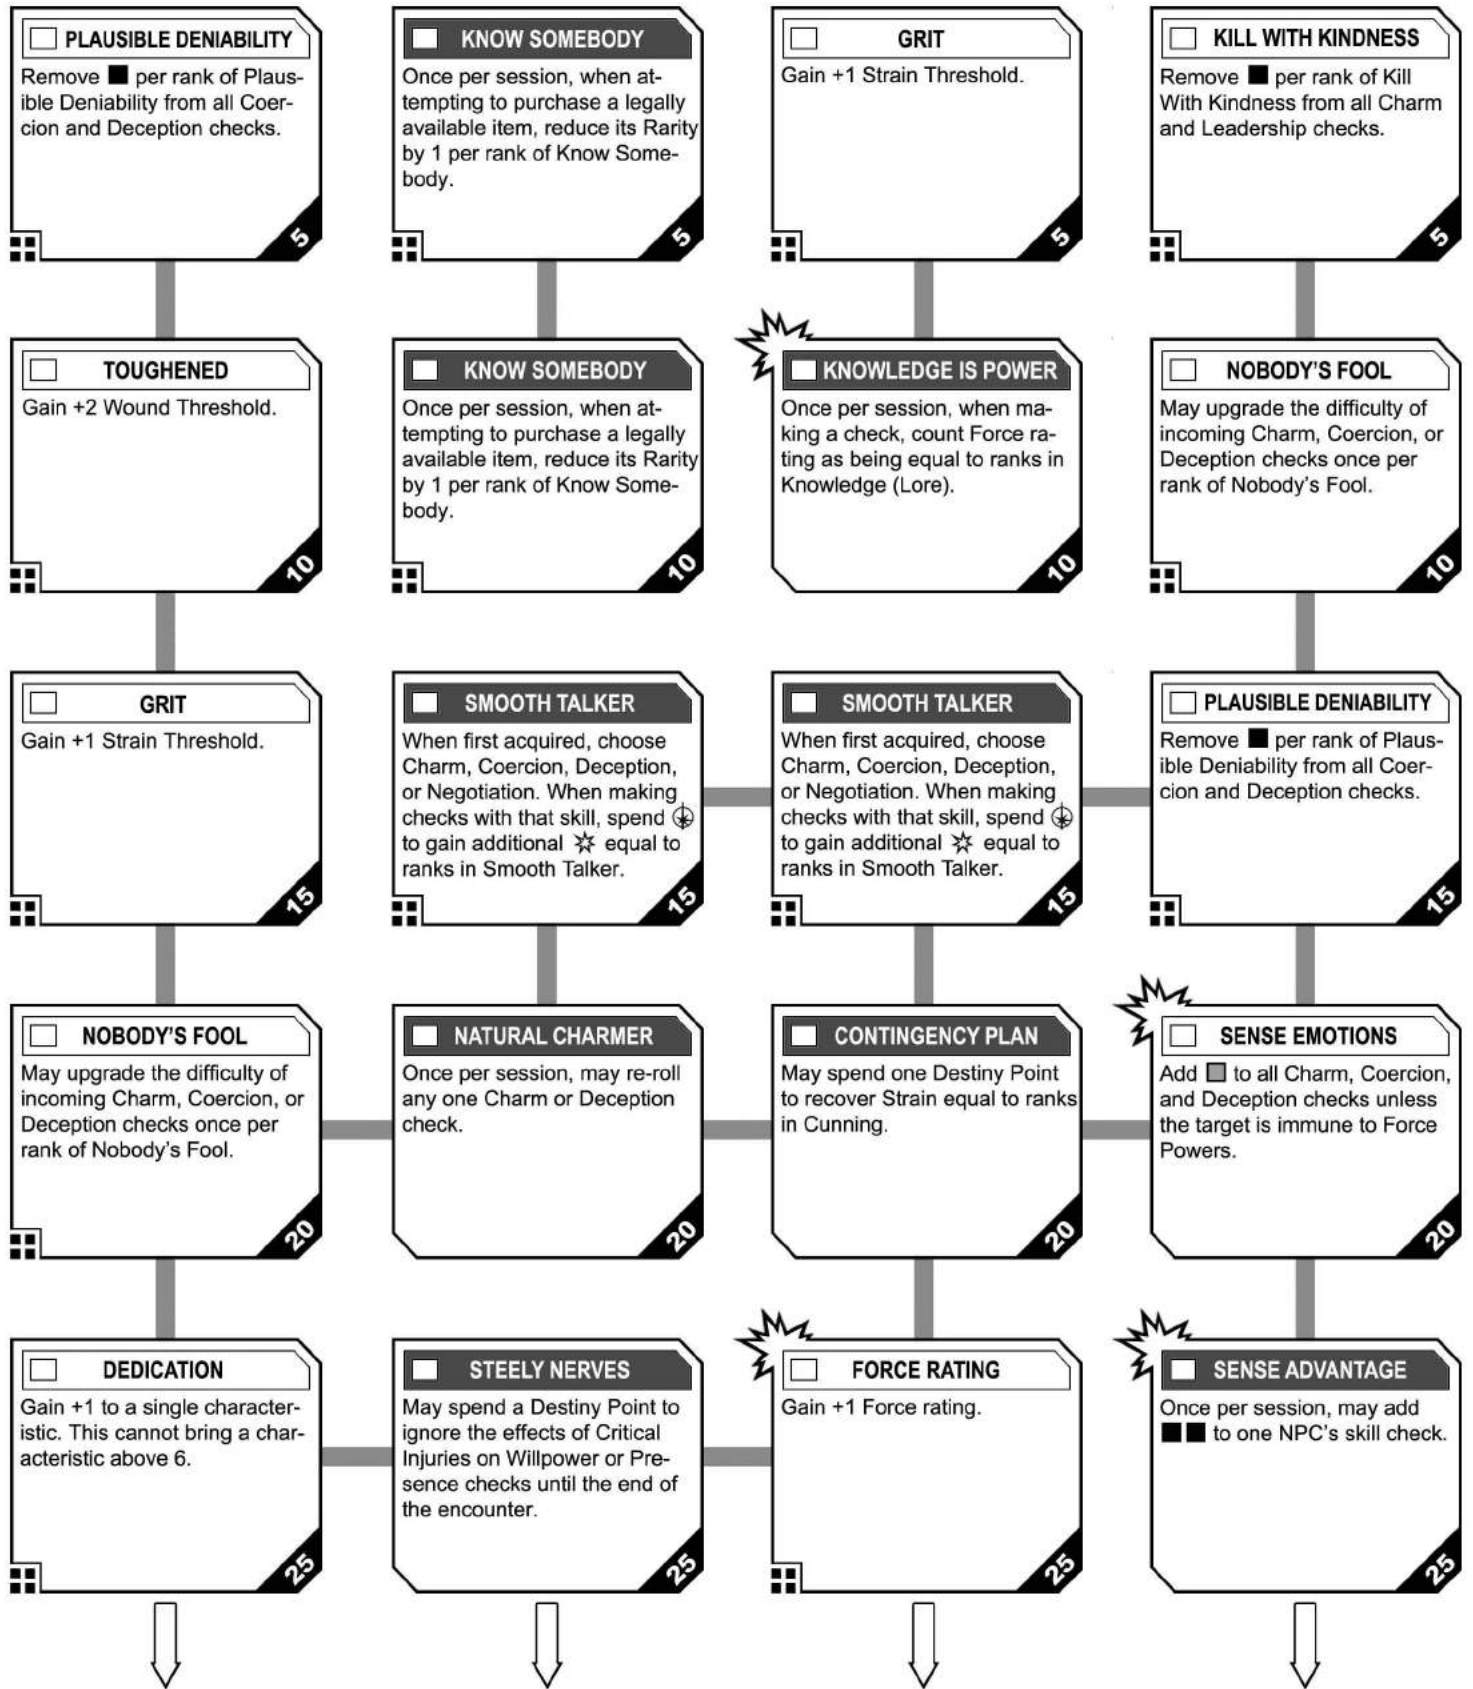 PLAUSIBLE DENIABILITY
Remove ■ per rank of Plaus-
ible Deniability from all Coer-
cion and Deception checks.
5
KNOW SOMEBODY
Once per session, when at-
tempting to purchase a legally
available item, reduce its Rarity
by 1 per rank of Know Some-
body.
5
GRIT
Gain +1 Strain Threshold.
5
KILL WITH KINDNESS
Remove ■ per rank of Kill
With Kindness from all Charm
and Leadership checks.
5
TOUGHENED
Gain +2 Wound Threshold.
10
KNOW SOMEBODY
Once per session, when at-
tempting to purchase a legally
available item, reduce its Rarity
by 1 per rank of Know Some-
body.
10
KNOWLEDGE IS POWER
Once per session, when ma-
king a check, count Force ra-
ting as being equal to ranks in
Knowledge (Lore).
10
NOBODY'S FOOL
May upgrade the difficulty of
incoming Charm, Coercion, or
Deception checks once per
rank of Nobody's Fool.
10
GRIT
Gain +1 Strain Threshold.
15
SMOOTH TALKER
When first acquired, choose
Charm, Coercion, Deception,
or Negotiation. When making
checks with that skill, spend
to gain additional equal to
ranks in Smooth Talker.
15
SMOOTH TALKER
When first acquired, choose
Charm, Coercion, Deception,
or Negotiation. When making
checks with that skill, spend
to gain additional equal to
ranks in Smooth Talker.
15
PLAUSIBLE DENIABILITY
Remove ■ per rank of Plaus-
ible Deniability from all Coer-
cion and Deception checks.
15
NOBODY'S FOOL
May upgrade the difficulty of
incoming Charm, Coercion, or
Deception checks once per
rank of Nobody's Fool.
20
NATURAL CHARMER
Once per session, may re-roll
any one Charm or Deception
check.
20
CONTINGENCY PLAN
May spend one Destiny Point
to recover Strain equal to ranks
in Cunning.
20
SENSE EMOTIONS
Add to all Charm, Coercion,
and Deception checks unless
the target is immune to Force
Powers.
20
DEDICATION
Gain +1 to a single character-
istic. This cannot bring a char-
acteristic above 6.
25
STEELY NERVES
May spend a Destiny Point to
ignore the effects of Critical
Injuries on Willpower or Pre-
sence checks until the end of
the encounter.
25
FORCE RATING
Gain +1 Force rating.
25
SENSE ADVANTAGE
Once per session, may add
■■ to one NPC's skill check.
25